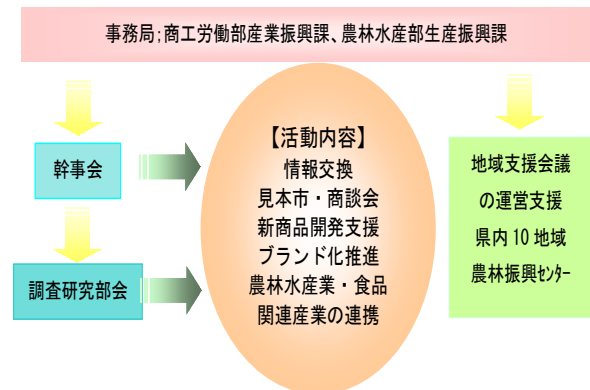 事務局;商工労働部産業振興課、農林水産部生産振興課
幹事会
調査研究部会
【活動内容】
情報交換
見本市・商談会
新商品開発支援
ブランド化推進
農林水産業・食品
関連産業の連携
地域支援会議
の運営支援
県内10地域
農林振興ｾﾝﾀｰ